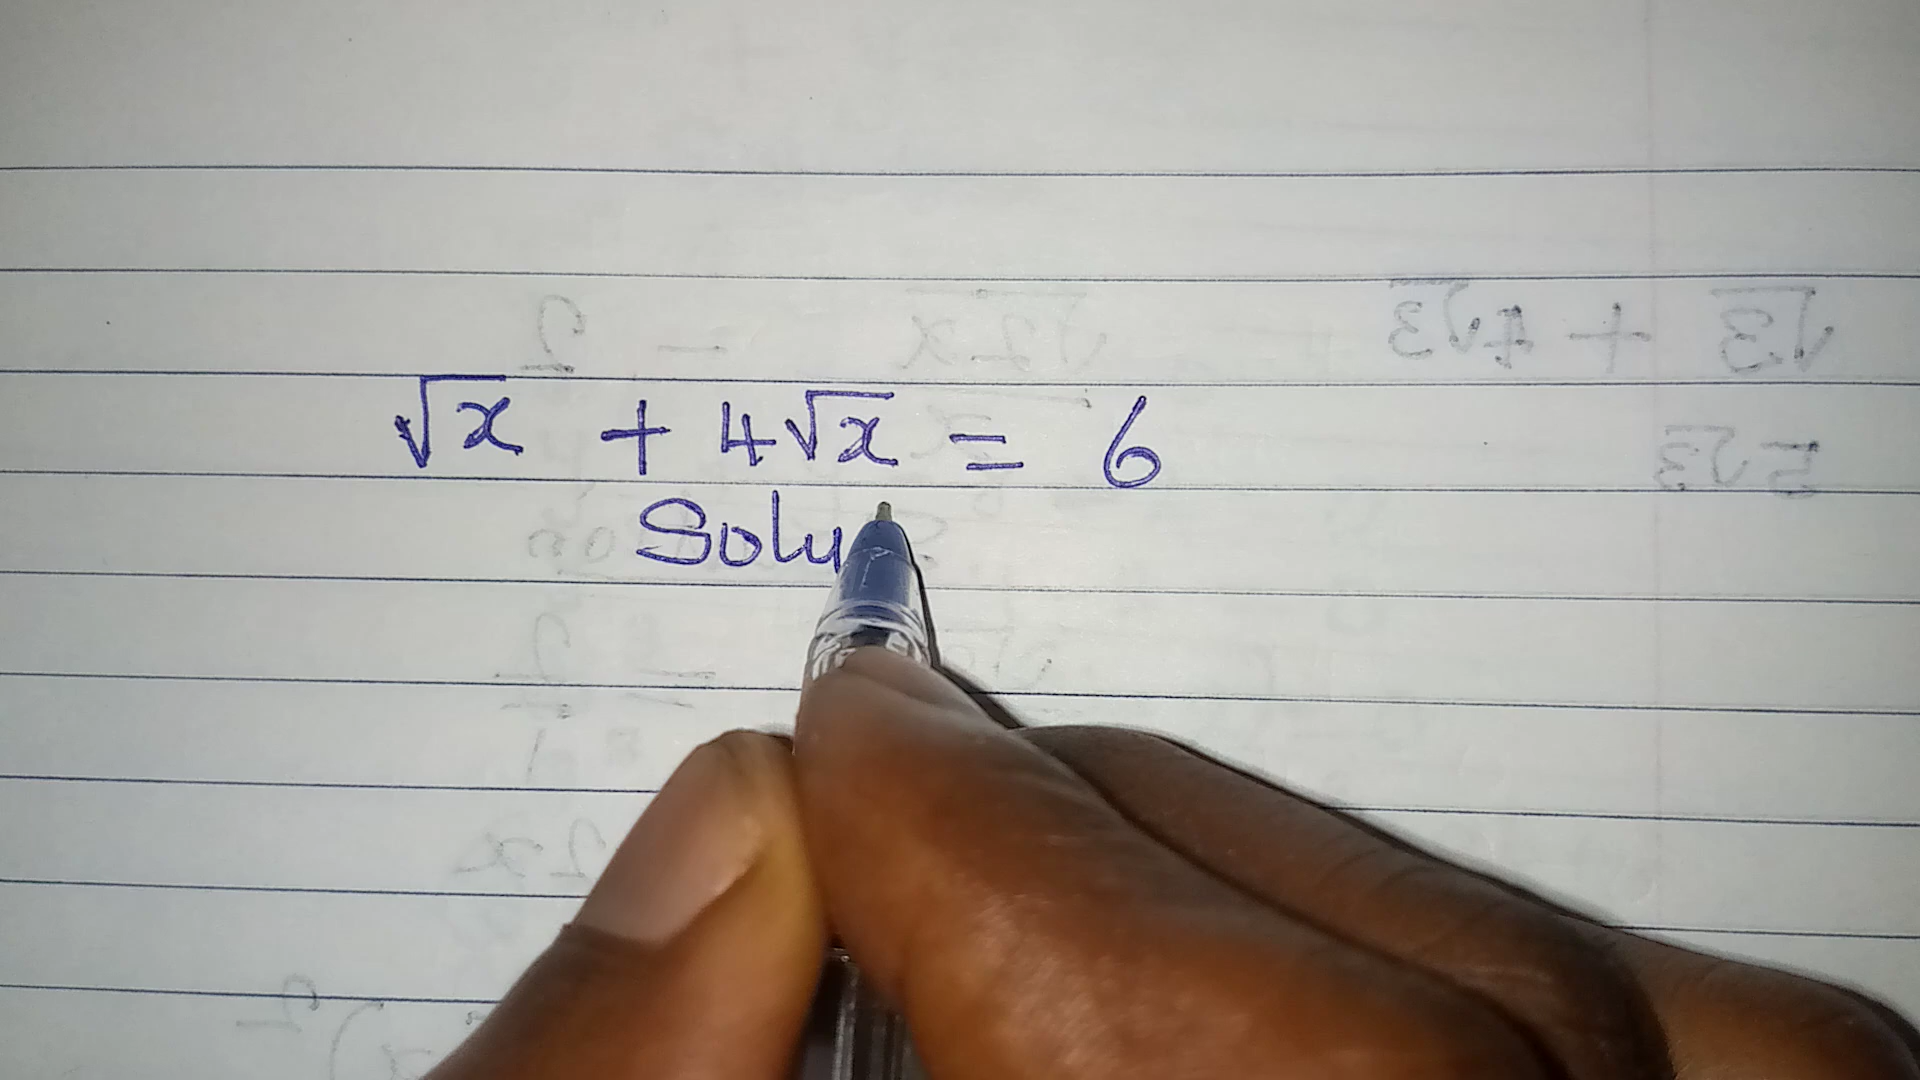 √x + 4√x = 6
Solu